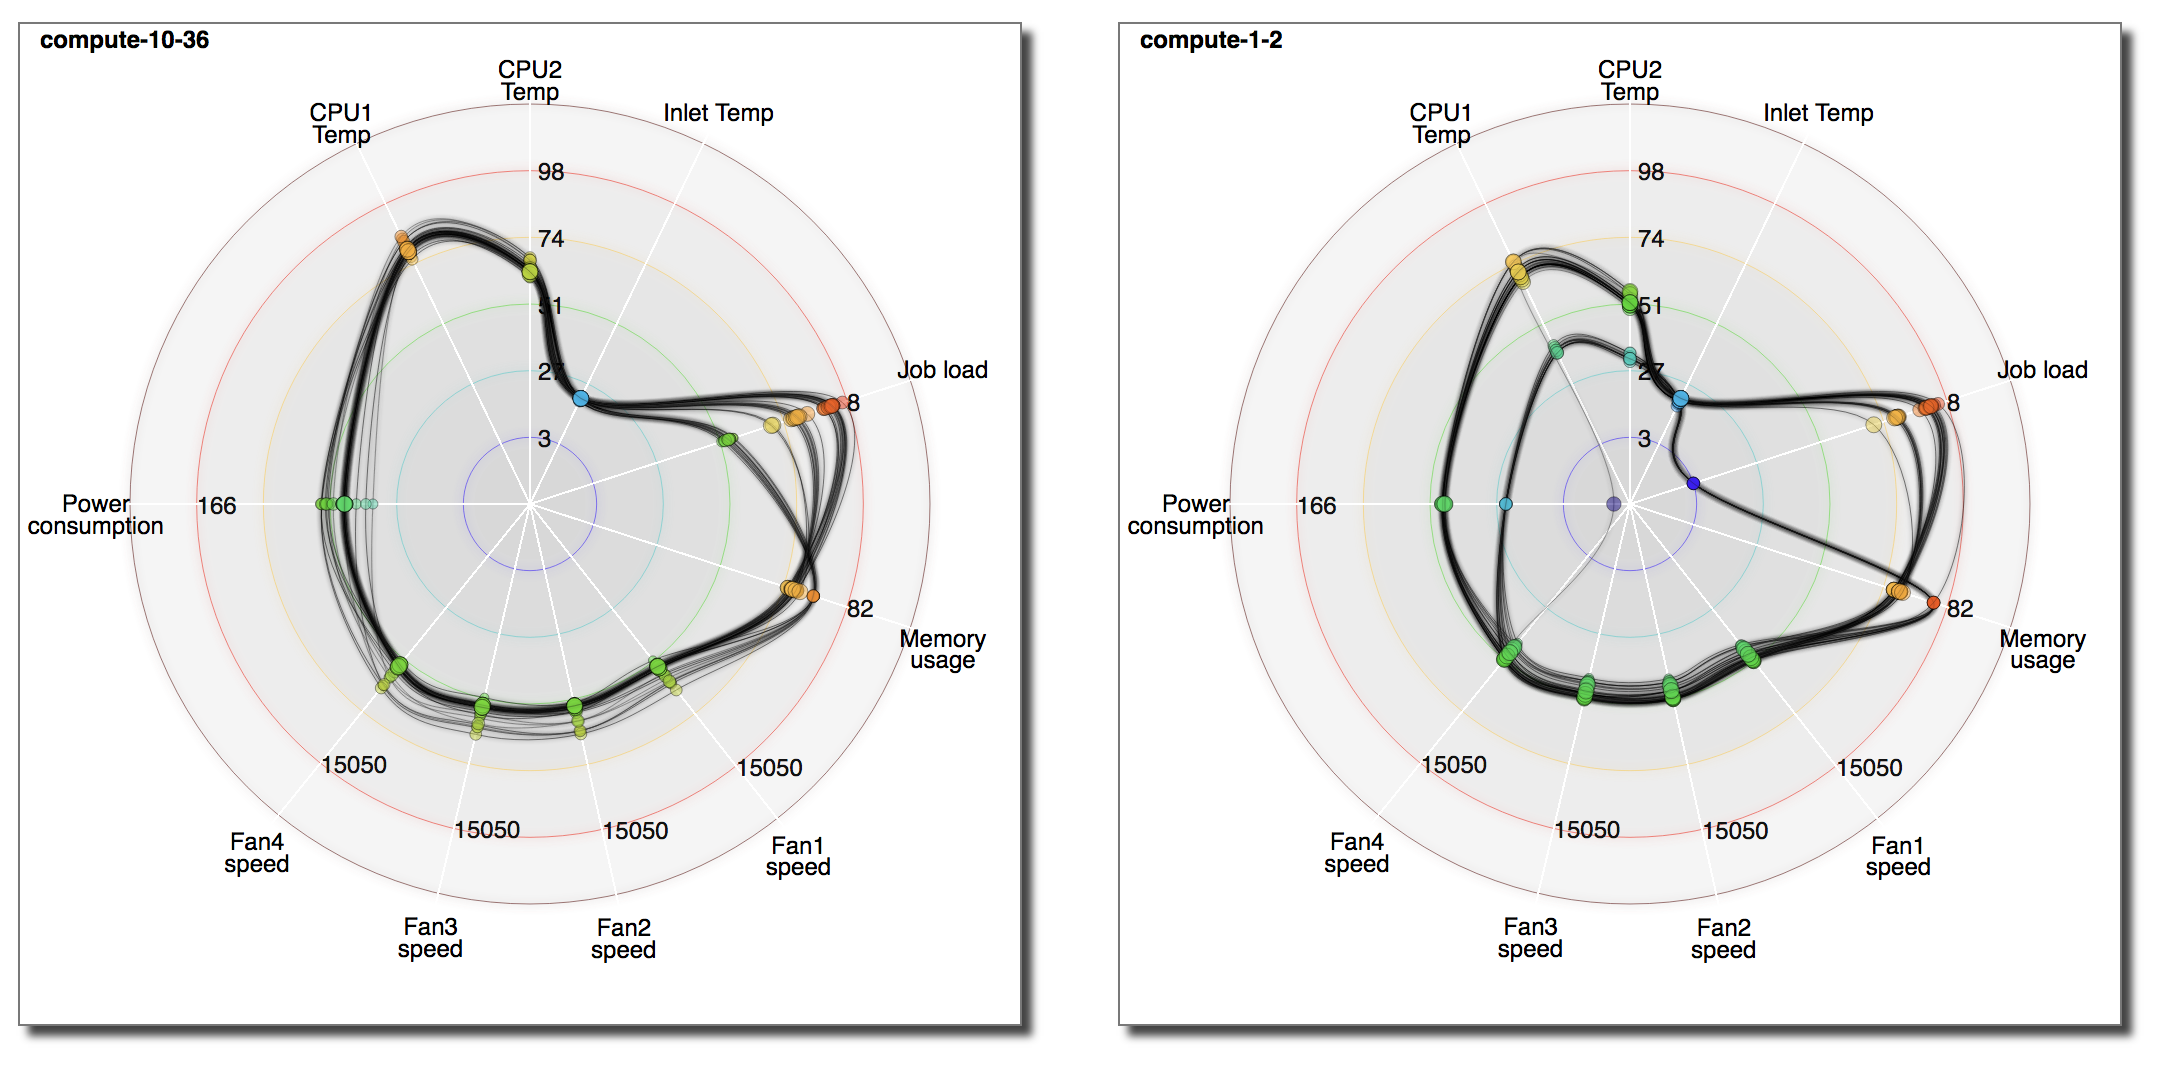 compute-10-36
CPU2
Temp
CPU1
Temp
Inlet Temp
98
74
51
27
3
Job load
8
Power
consumption
166
82
Memory
usage
15050
15050
15050
15050
Fan4
speed
Fan1
speed
Fan3
speed
Fan2
speed
compute-1-2
CPU2
Temp
CPU1
Temp
Inlet Temp
98
74
51
27
3
Job load
8
Power
consumption
166
82
Memory
usage
15050
15050
15050
15050
Fan4
speed
Fan1
speed
Fan3
speed
Fan2
speed